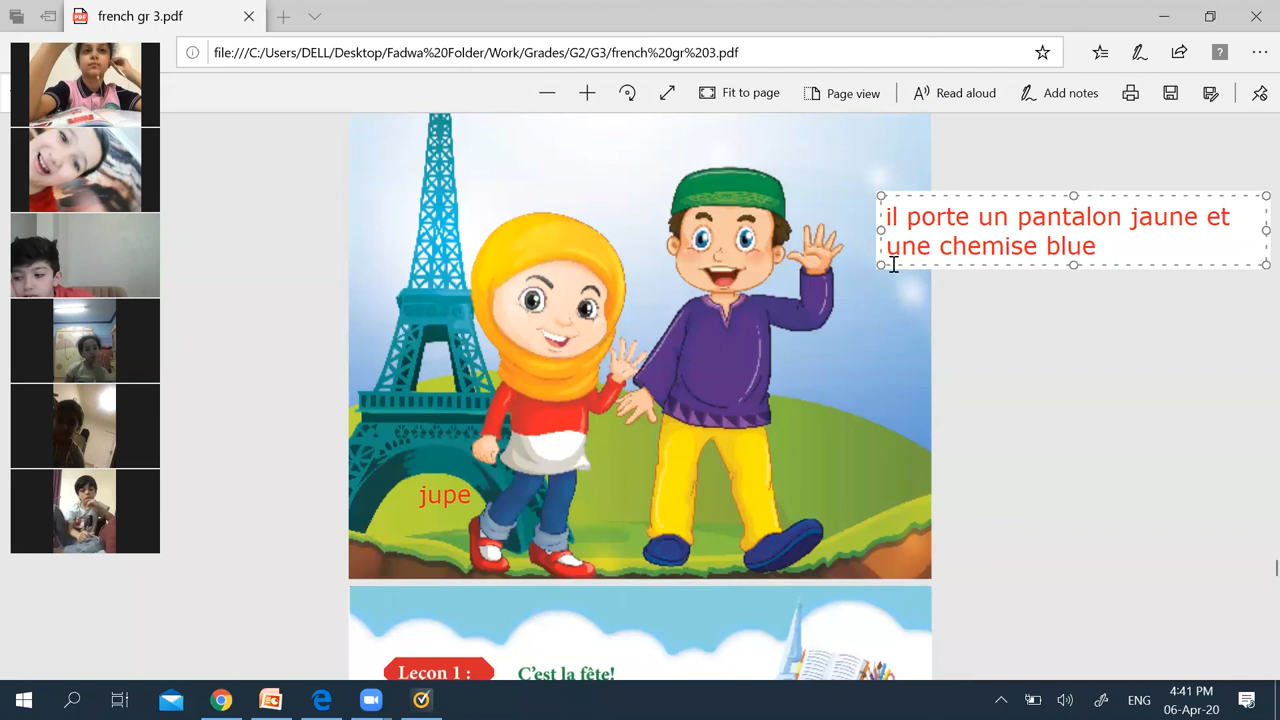 french gr 3.pdf
file:///C:/Users/DELL/Desktop/Fadwa%20Folder/Work/Grades/G2/G3/french%20gr%203.pdf
Fit to page
Page view
Read aloud
Add notes
il porte un pantalon jaune et
une chemise blue
jupe
Leçon 1 :
C'est la fête!
ENG
4:41 PM
06-Apr-20